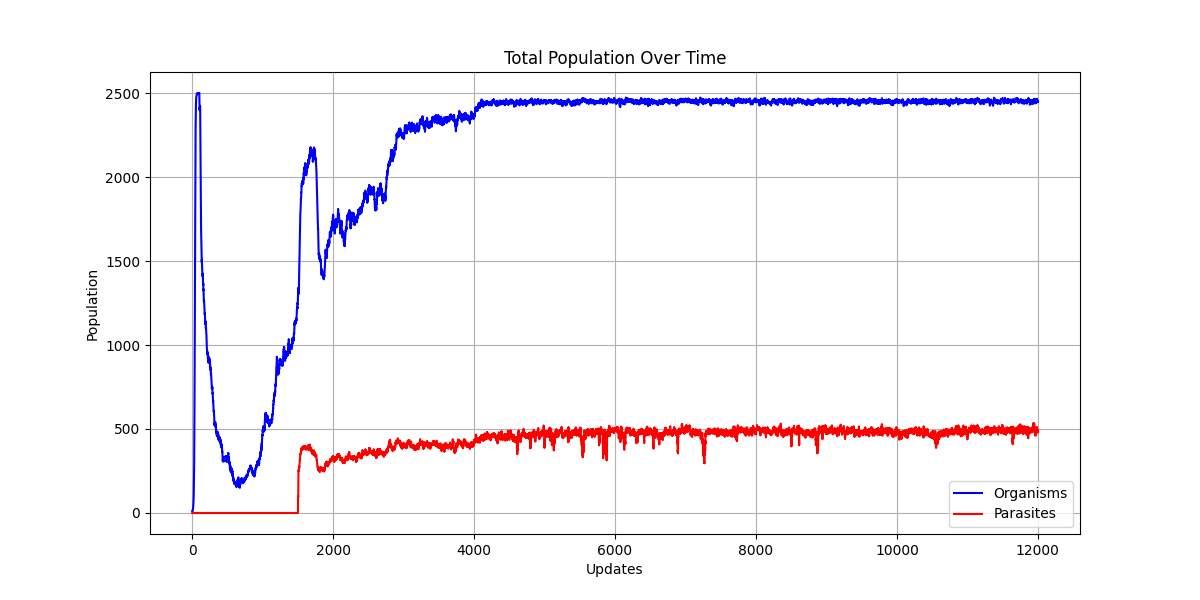 Total Population Over Time
Population
2500
2000
1500
1000
500
0
0 2000 4000 6000 8000 10000 12000
Updates
Organisms
Parasites